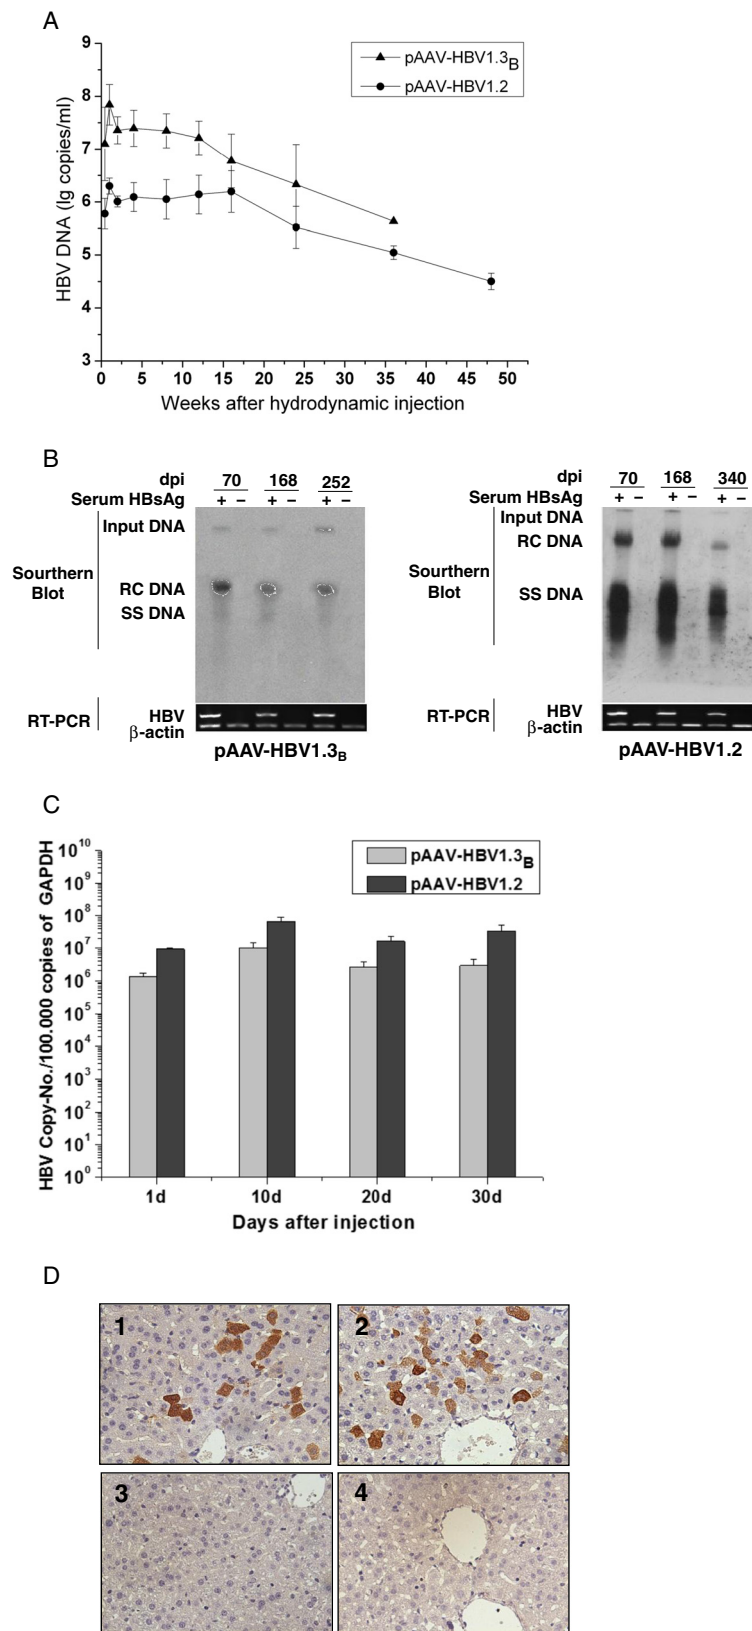 A
HBV DNA (lg copies/ml)
9
8
7
6
5
4
3
pAAV-HBV1.3B
pAAV-HBV1.2
0 5 10 15 20 25 30 35 40 45 50
Weeks after hydrodynamic injection
B
dpi 70 168 252
Serum HBsAg + − + − + −
Input DNA
Sourthern Blot
RC DNA
SS DNA
RT-PCR
HBV
β-actin
pAAV-HBV1.3B
dpi 70 168 340
Serum HBsAg + − + − + −
Input DNA
RC DNA
Sourthern Blot
SS DNA
RT-PCR
HBV
β-actin
pAAV-HBV1.2
C
HBV Copy-No./100.000 copies of GAPDH
10^10
10^9
10^8
10^7
10^6
10^5
10^4
10^3
10^2
10^1
10^0
pAAV-HBV1.3B
pAAV-HBV1.2
1d 10d 20d 30d
Days after injection
D
1 2
3 4